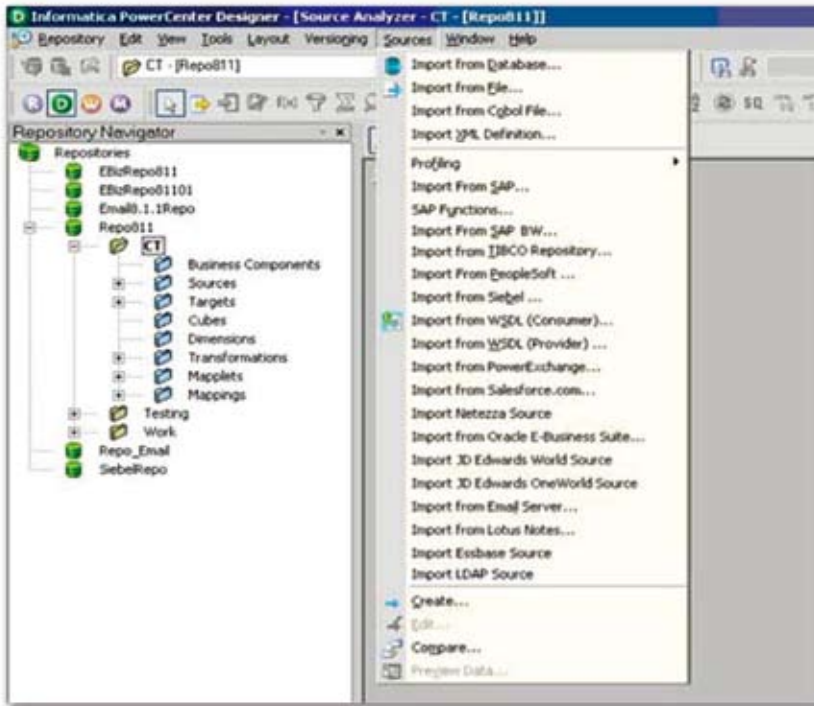 Informatica PowerCenter Designer - [Source Analyzer - CT - [Repo811]]
Repository Edit View Tools Layout Versioning Sources Window Help
CT - [Repo811]
R D W M
f(x) SQ
Repository Navigator
Repositories
EBizRepo811
EBizRepo81101
Email8.1.1Repo
Repo811
CT
Business Components
Sources
Targets
Cubes
Dimensions
Transformations
Mapplets
Mappings
Testing
Work
Repo_Email
SiebelRepo
Import from Database...
Import from File...
Import from Cobol File...
Import XML Definition...
Profiling
Import From SAP...
SAP Functions...
Import From SAP BW...
Import from TIBCO Repository...
Import From PeopleSoft ...
Import from Siebel ...
Import from WSDL (Consumer)...
Import from WSDL (Provider) ...
Import from PowerExchange...
Import from Salesforce.com...
Import Netezza Source
Import from Oracle E-Business Suite...
Import JD Edwards World Source
Import JD Edwards OneWorld Source
Import from Email Server...
Import from Lotus Notes...
Import Essbase Source
Import LDAP Source
Create...
Edit...
Compare...
Preview Data...